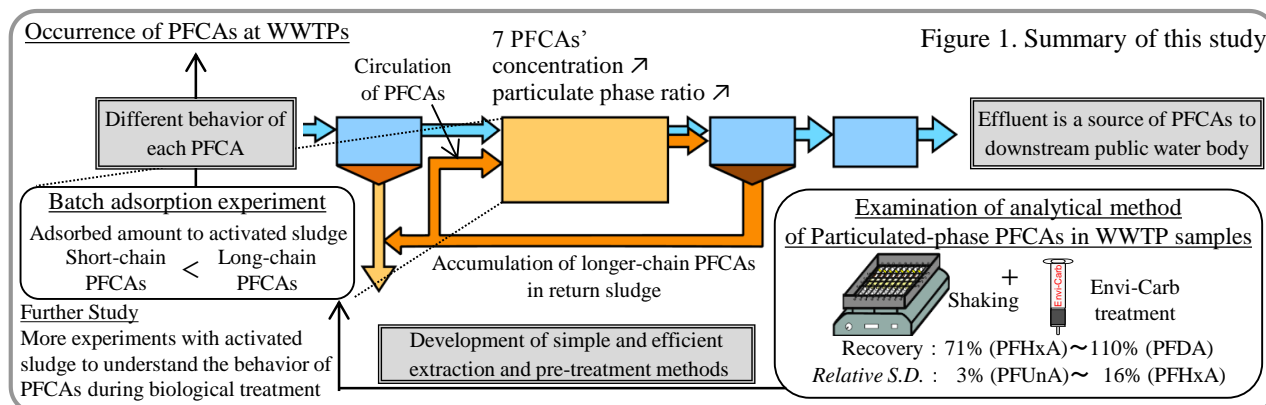 Occurrence of PFCAs at WWTPs
Figure 1. Summary of this study
7 PFCAs'
concentration ↗
particulate phase ratio ↗
Circulation
of PFCAs
Different behavior of
each PFCA
Effluent is a source of PFCAs to
downstream public water body
Batch adsorption experiment
Adsorbed amount to activated sludge
Short-chain
PFCAs
<
Long-chain
PFCAs
Accumulation of longer-chain PFCAs
in return sludge
Examination of analytical method
of Particulated-phase PFCAs in WWTP samples
Shaking
+
Envi-Carb
Envi-Carb
treatment
Recovery : 71% (PFHxA)～110% (PFDA)
Relative S.D. : 3% (PFUnA)～ 16% (PFHxA)
Further Study
More experiments with activated
sludge to understand the behavior of
PFCAs during biological treatment
Development of simple and efficient
extraction and pre-treatment methods